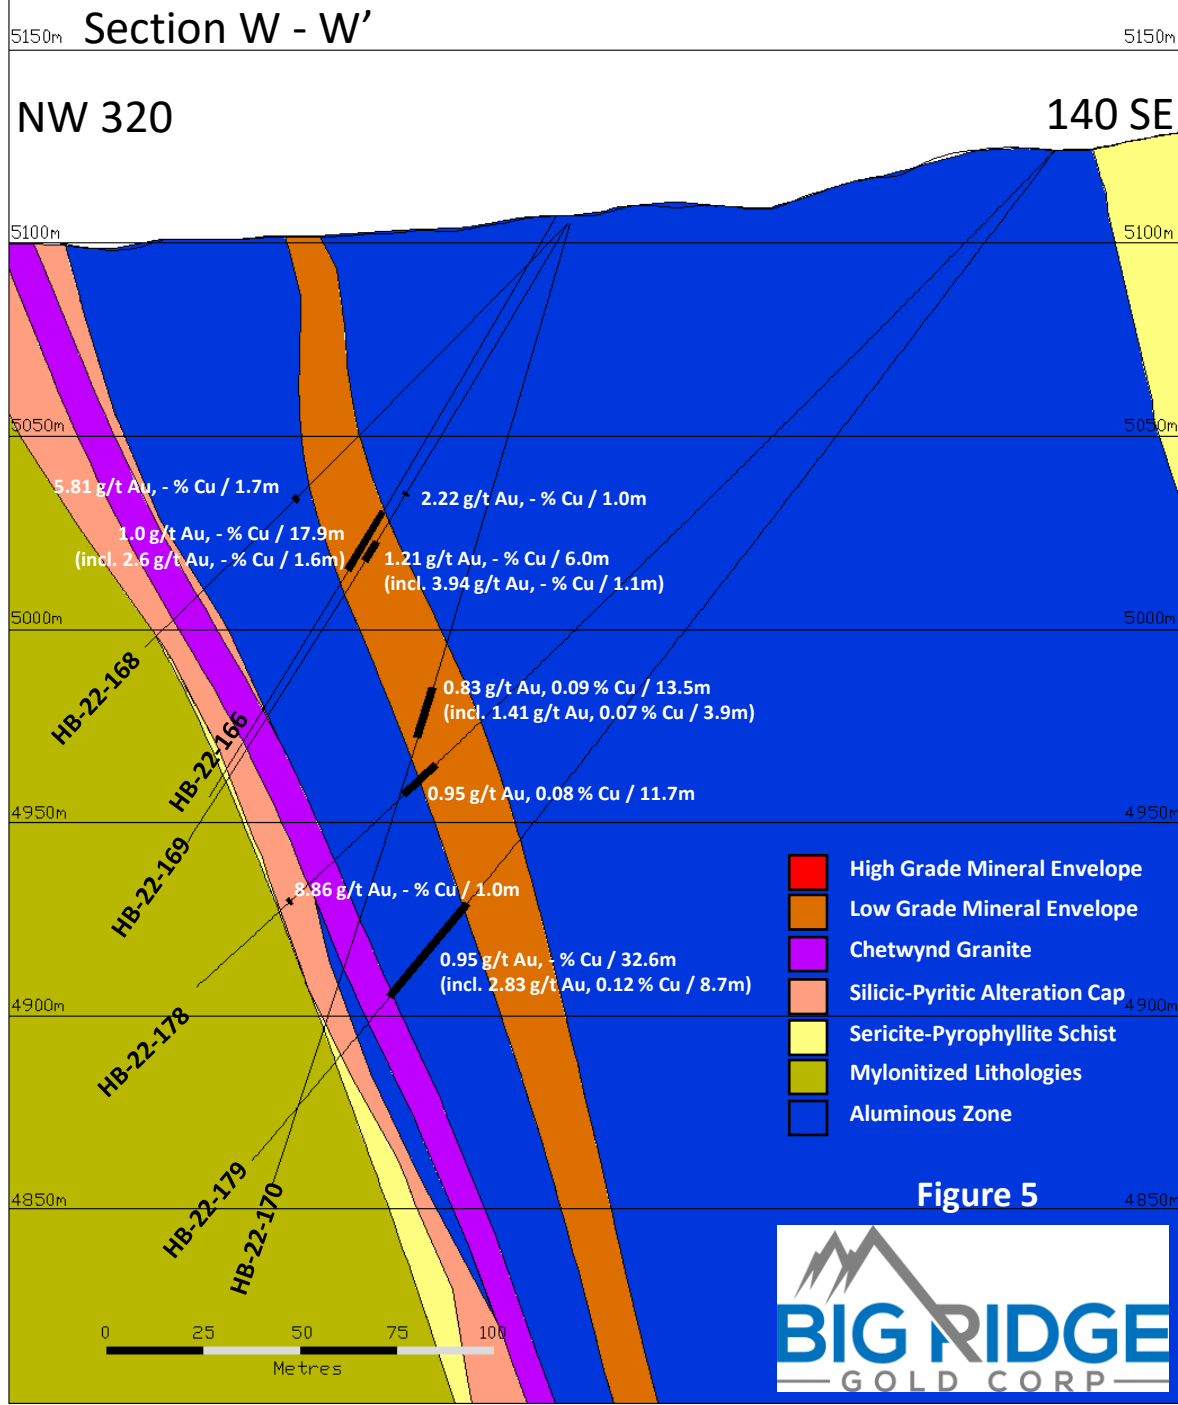 Section W - W’
5150m
5150m
NW 320
140 SE
5100m
5100m
5050m
5050m
5.81 g/t Au, - % Cu / 1.7m
2.22 g/t Au, - % Cu / 1.0m
1.0 g/t Au, - % Cu / 17.9m
(incl. 2.6 g/t Au, - % Cu / 1.6m)
1.21 g/t Au, - % Cu / 6.0m
(incl. 3.94 g/t Au, - % Cu / 1.1m)
5000m
5000m
HB-22-168
0.83 g/t Au, 0.09 % Cu / 13.5m
(incl. 1.41 g/t Au, 0.07 % Cu / 3.9m)
HB-22-166
0.95 g/t Au, 0.08 % Cu / 11.7m
4950m
4950m
HB-22-169
8.86 g/t Au, - % Cu / 1.0m
0.95 g/t Au, - % Cu / 32.6m
(incl. 2.83 g/t Au, 0.12 % Cu / 8.7m)
4900m
4900m
HB-22-178
High Grade Mineral Envelope
Low Grade Mineral Envelope
Chetwynd Granite
Silicic-Pyritic Alteration Cap
Sericite-Pyrophyllite Schist
Mylonitized Lithologies
Aluminous Zone
HB-22-179
HB-22-170
4850m
4850m
Figure 5
0 25 50 75 100
Metres
BIG RIDGE
GOLD CORP